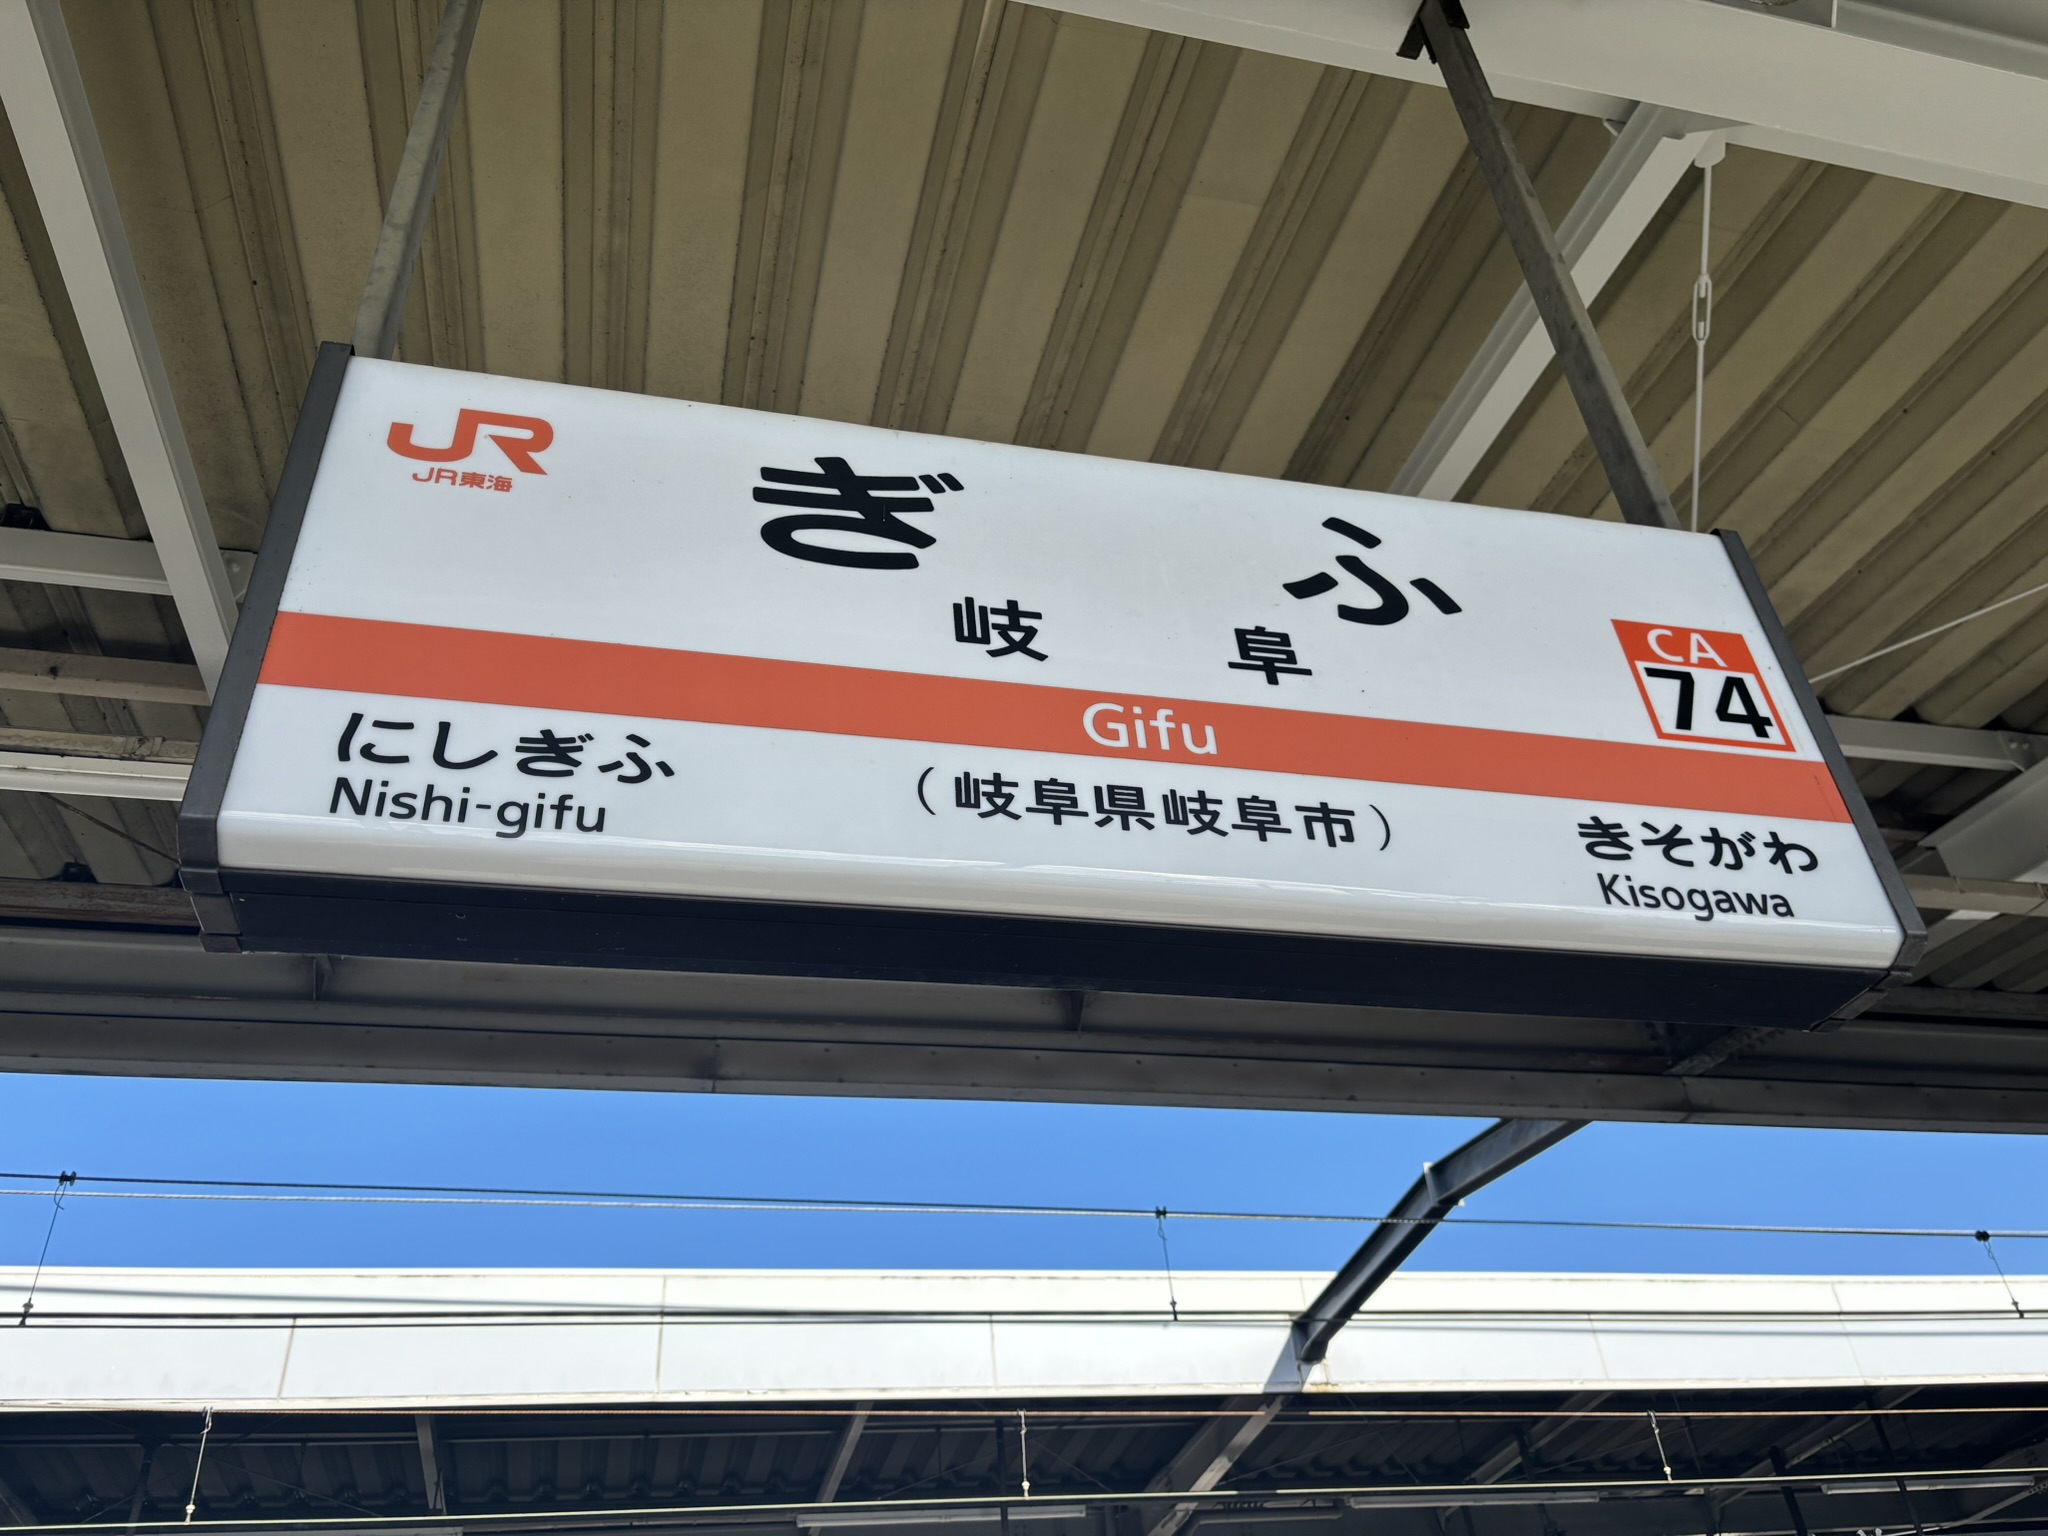 JR
JR東海
ぎふ
岐阜
CA
74
Gifu
にしぎふ
Nishi-gifu
(岐阜県岐阜市)
きそがわ
Kisogawa